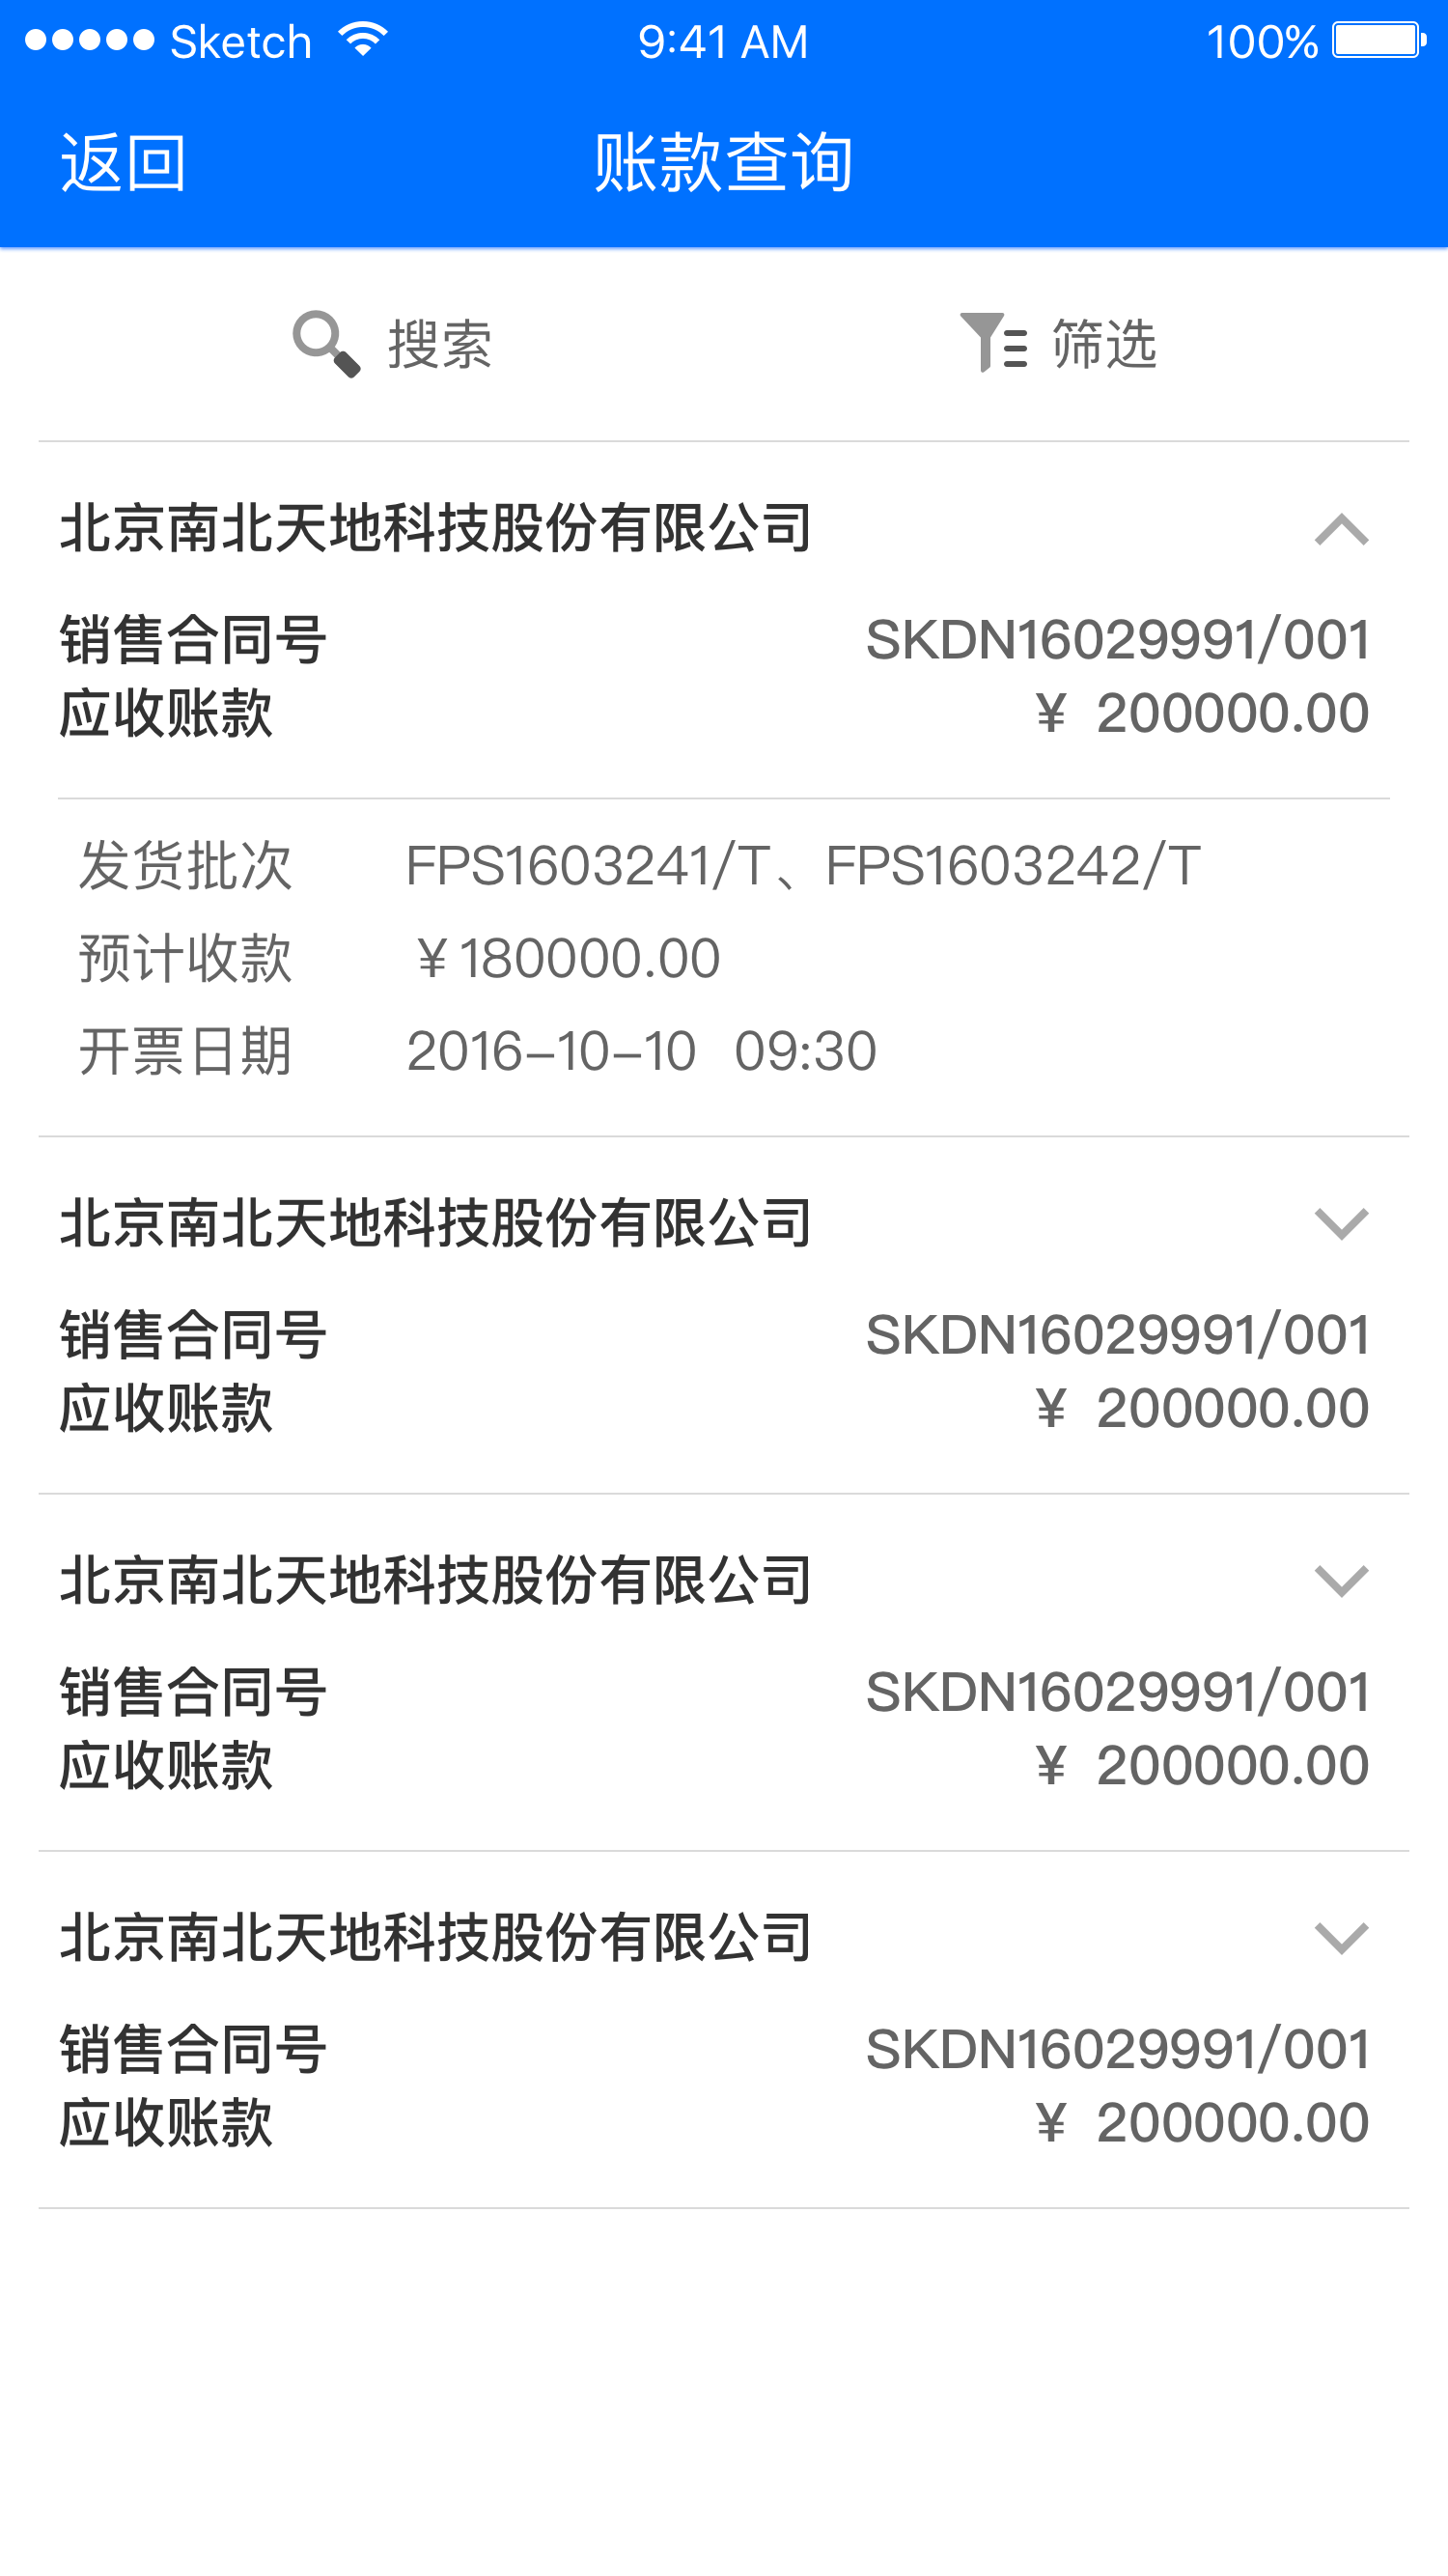 Sketch 9:41 AM 100%
返回 账款查询
搜索 筛选
北京南北天地科技股份有限公司
销售合同号 SKDN16029991/001
应收账款 ¥ 200000.00
发货批次 FPS1603241/T、FPS1603242/T
预计收款 ¥180000.00
开票日期 2016-10-10 09:30
北京南北天地科技股份有限公司
销售合同号 SKDN16029991/001
应收账款 ¥ 200000.00
北京南北天地科技股份有限公司
销售合同号 SKDN16029991/001
应收账款 ¥ 200000.00
北京南北天地科技股份有限公司
销售合同号 SKDN16029991/001
应收账款 ¥ 200000.00